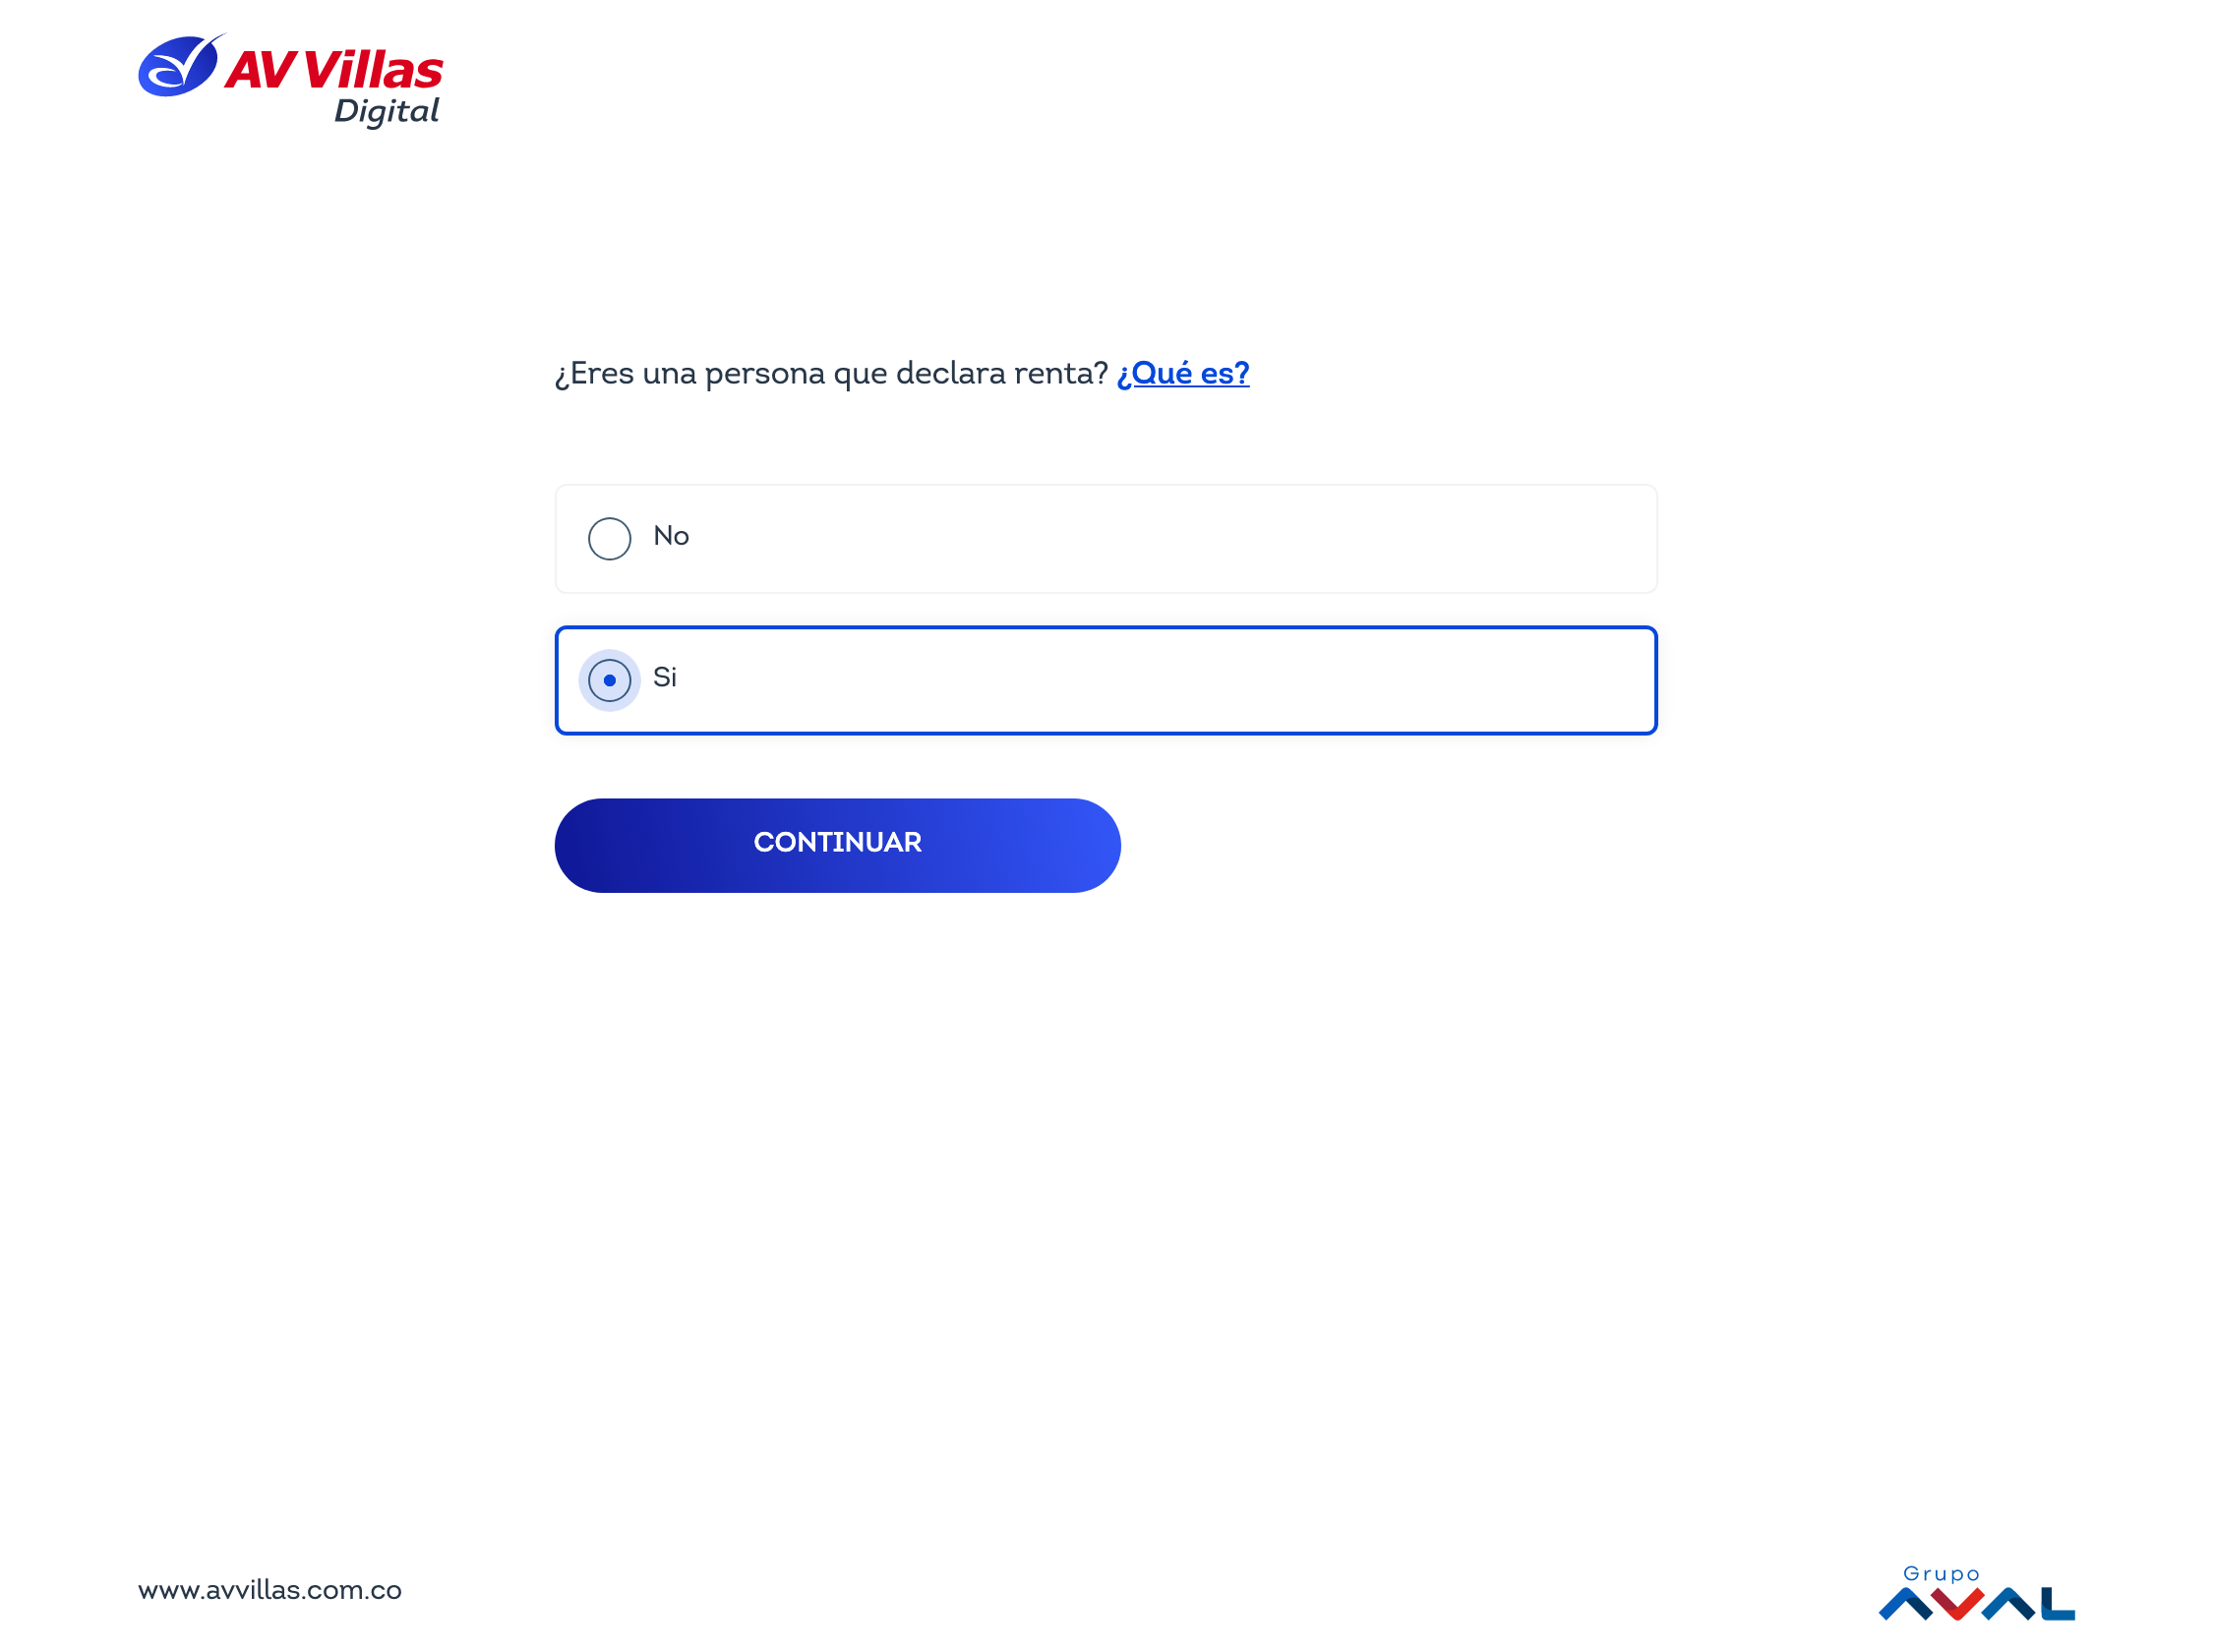 AV Villas
Digital
¿Eres una persona que declara renta? ¿Qué es?
No
Si
CONTINUAR
www.avvillas.com.co
Grupo
AVAL